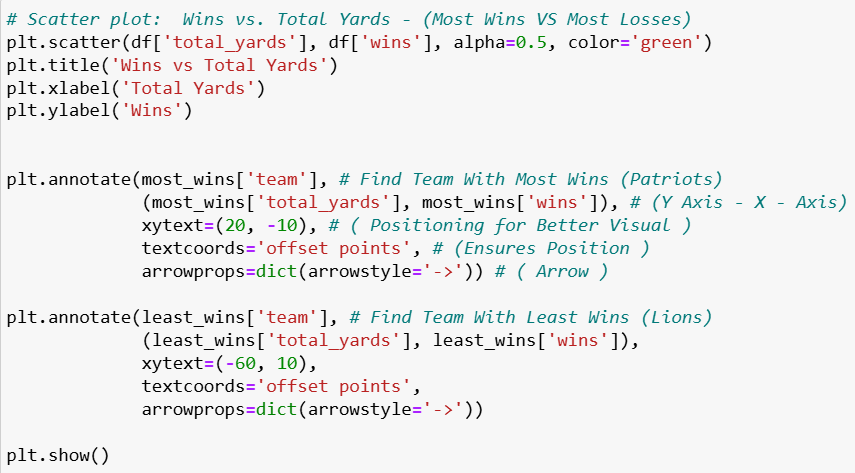 # Scatter plot:  Wins vs. Total Yards - (Most Wins VS Most Losses)
plt.scatter(df['total_yards'], df['wins'], alpha=0.5, color='green')
plt.title('Wins vs Total Yards')
plt.xlabel('Total Yards')
plt.ylabel('Wins')
plt.annotate(most_wins['team'], # Find Team With Most Wins (Patriots)
             (most_wins['total_yards'], most_wins['wins']), # (Y Axis - X - Axis)
             xytext=(20, -10), # ( Positioning for Better Visual )
             textcoords='offset points', # (Ensures Position )
             arrowprops=dict(arrowstyle='->')) # ( Arrow )
plt.annotate(least_wins['team'], # Find Team With Least Wins (Lions)
             (least_wins['total_yards'], least_wins['wins']),
             xytext=(-60, 10),
             textcoords='offset points',
             arrowprops=dict(arrowstyle='->'))
plt.show()